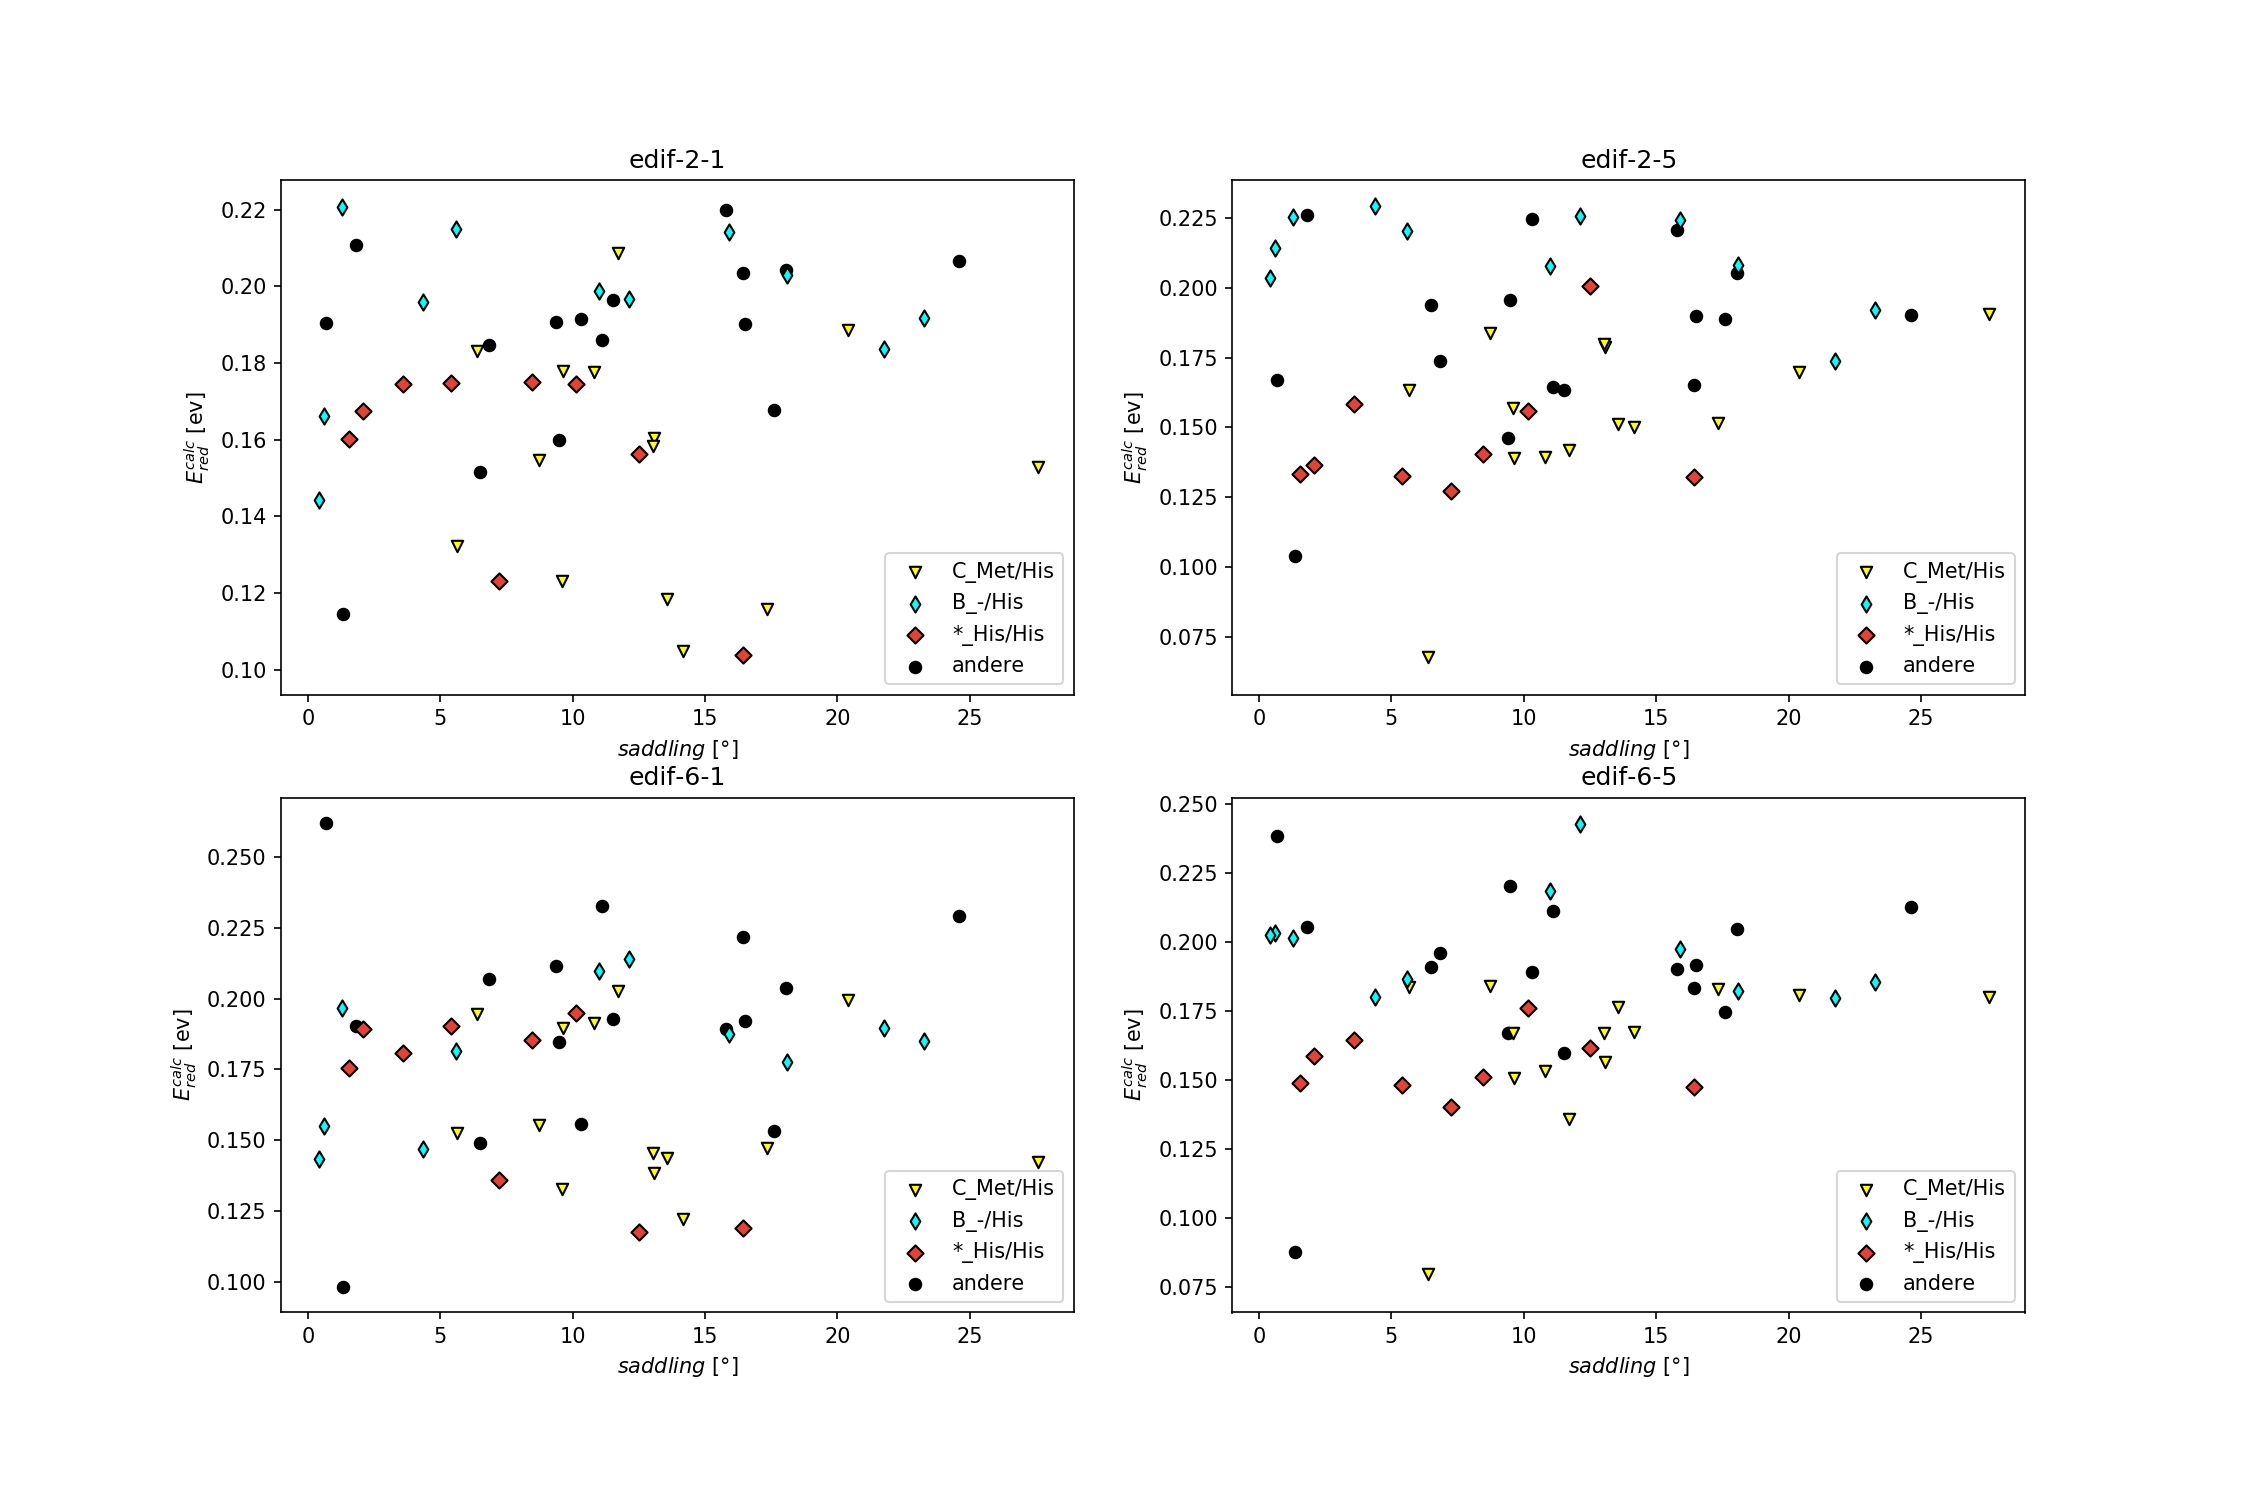 edif-2-1
0.22
0.20
0.18
0.16
0.14
0.12
0.10
E_red^calc [ev]
C_Met/His
B_-/His
*_His/His
andere
0 5 10 15 20 25
saddling [°]
edif-2-5
0.225
0.200
0.175
0.150
0.125
0.100
0.075
E_red^calc [ev]
C_Met/His
B_-/His
*_His/His
andere
0 5 10 15 20 25
saddling [°]
edif-6-1
0.250
0.225
0.200
0.175
0.150
0.125
0.100
E_red^calc [ev]
C_Met/His
B_-/His
*_His/His
andere
0 5 10 15 20 25
saddling [°]
edif-6-5
0.250
0.225
0.200
0.175
0.150
0.125
0.100
0.075
E_red^calc [ev]
C_Met/His
B_-/His
*_His/His
andere
0 5 10 15 20 25
saddling [°]